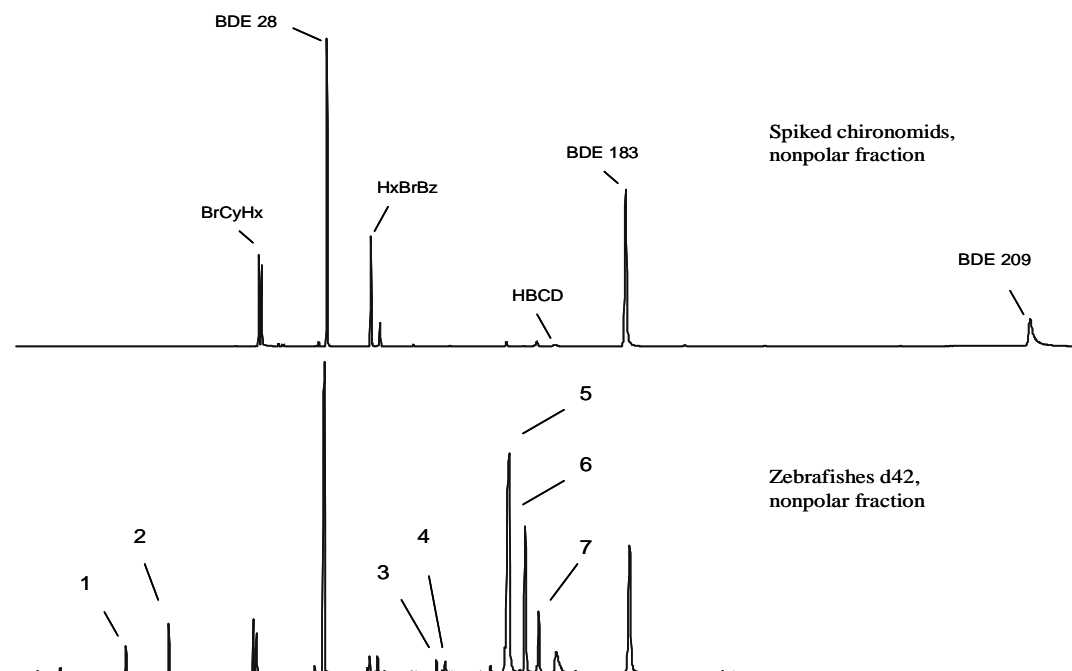 BDE 28
Spiked chironomids,
nonpolar fraction
BDE 183
HxBrBz
BrCyHx
BDE 209
HBCD
5
6
Zebrafishes d42,
nonpolar fraction
2
4
7
3
1